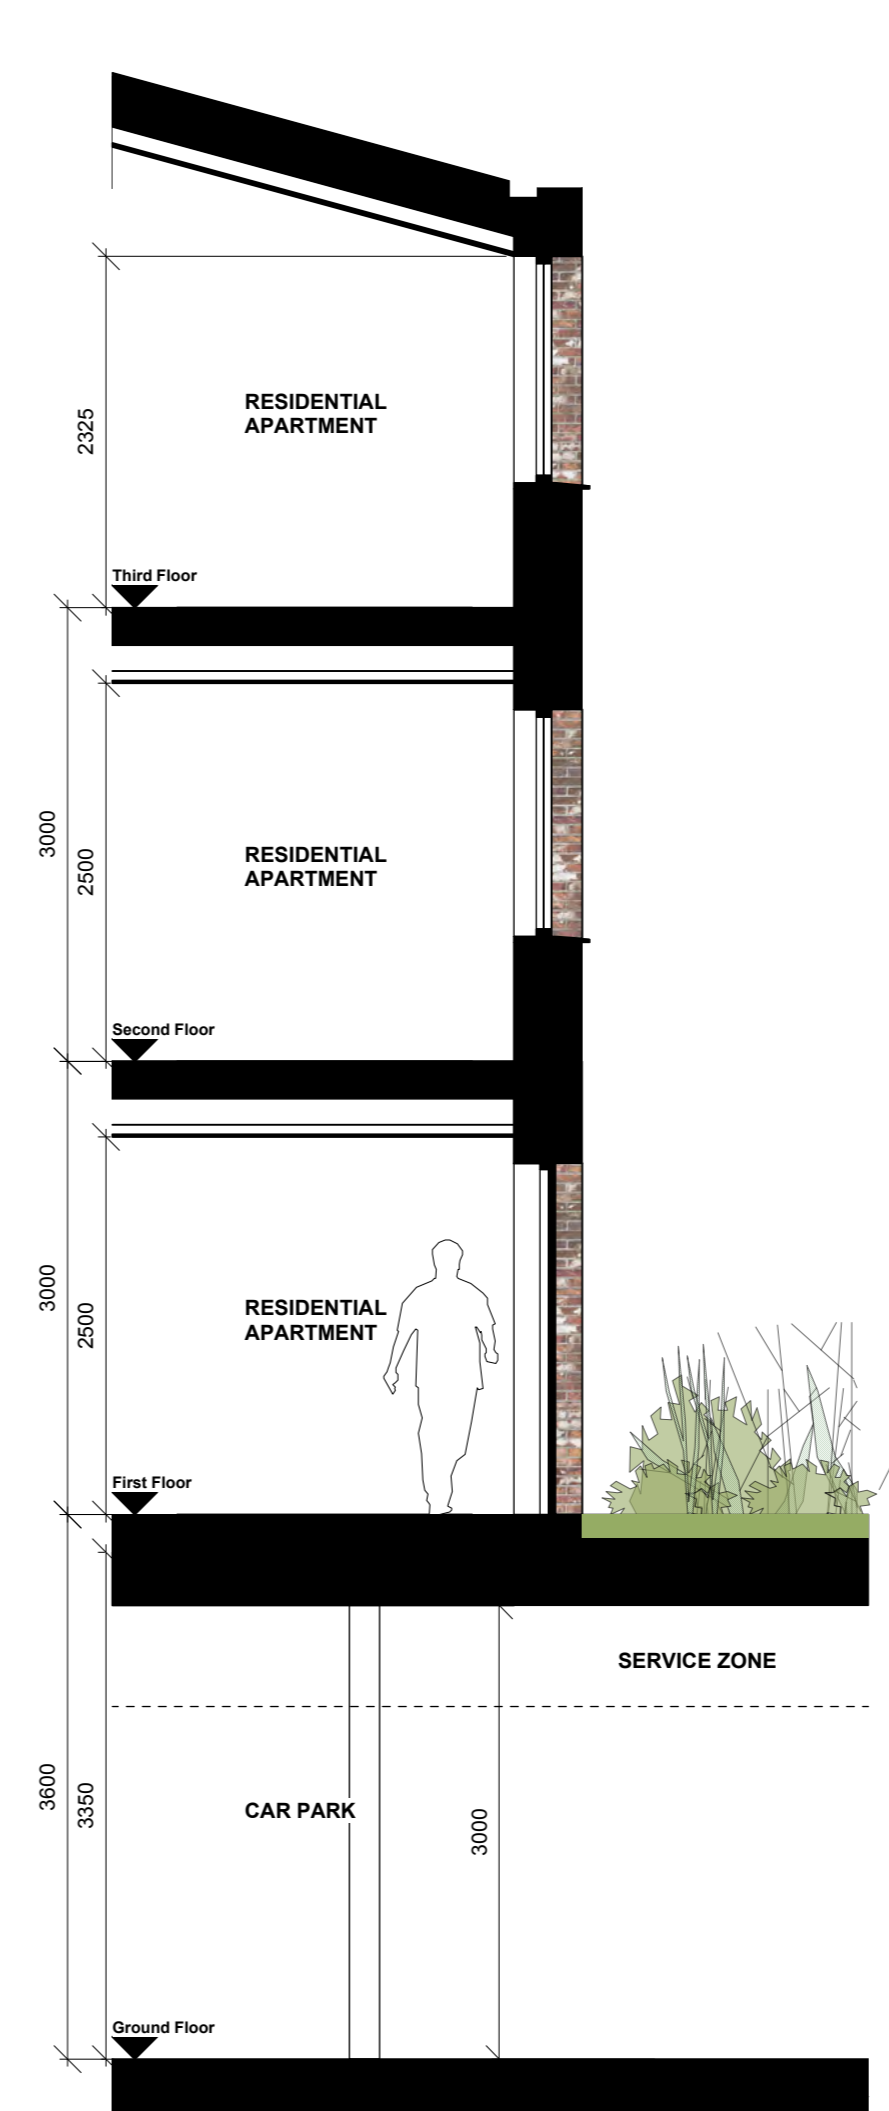 2325
RESIDENTIAL
APARTMENT
Third Floor
3000
2500
RESIDENTIAL
APARTMENT
Second Floor
3000
2500
RESIDENTIAL
APARTMENT
First Floor
SERVICE ZONE
3600
3350
CAR PARK
3000
Ground Floor